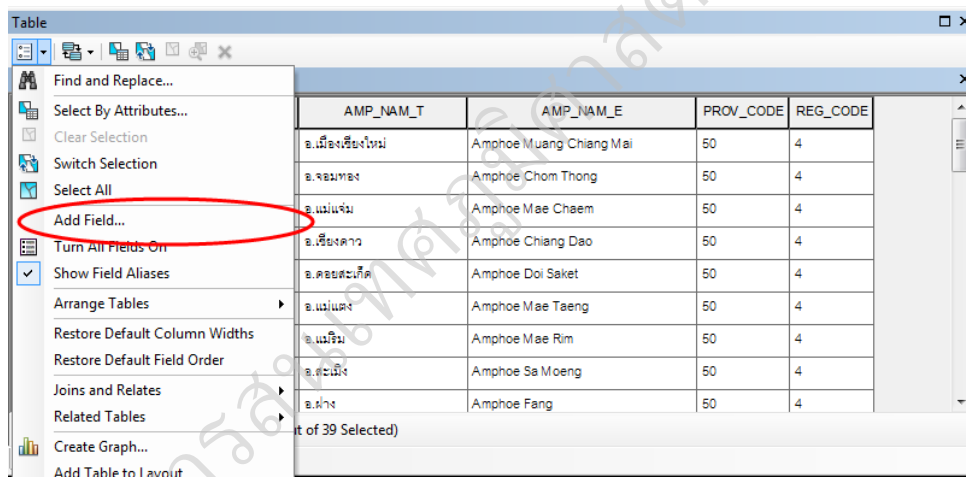 Table
Find and Replace...
Select By Attributes...
Clear Selection
Switch Selection
Select All
Add Field...
Turn All Fields On
Show Field Aliases
Arrange Tables
Restore Default Column Widths
Restore Default Field Order
Joins and Relates
Related Tables
Create Graph...
Add Table to Layout
AMP_NAM_T AMP_NAM_E PROV_CODE REG_CODE
อ.เมืองเชียงใหม่ Amphoe Muang Chiang Mai 50 4
อ.จอมทอง Amphoe Chom Thong 50 4
อ.แม่แจ่ม Amphoe Mae Chaem 50 4
อ.เชียงดาว Amphoe Chiang Dao 50 4
อ.ดอยสะเก็ด Amphoe Doi Saket 50 4
อ.แม่แตง Amphoe Mae Taeng 50 4
อ.แม่ริม Amphoe Mae Rim 50 4
อ.สะเมิง Amphoe Sa Moeng 50 4
อ.ฝาง Amphoe Fang 50 4
of 39 Selected)